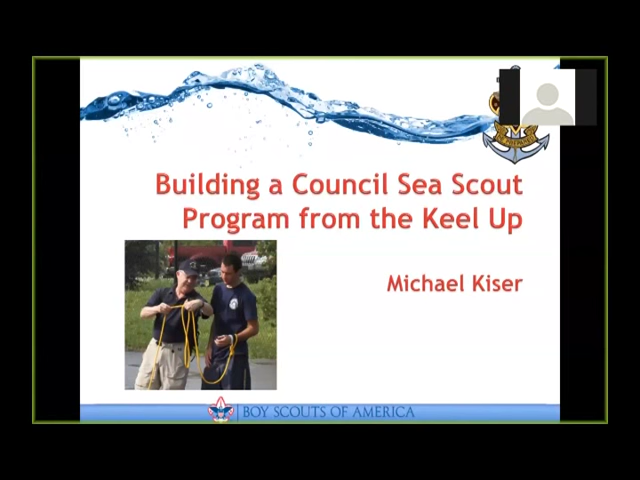 Building a Council Sea Scout
Program from the Keel Up
Michael Kiser
BOY SCOUTS OF AMERICA